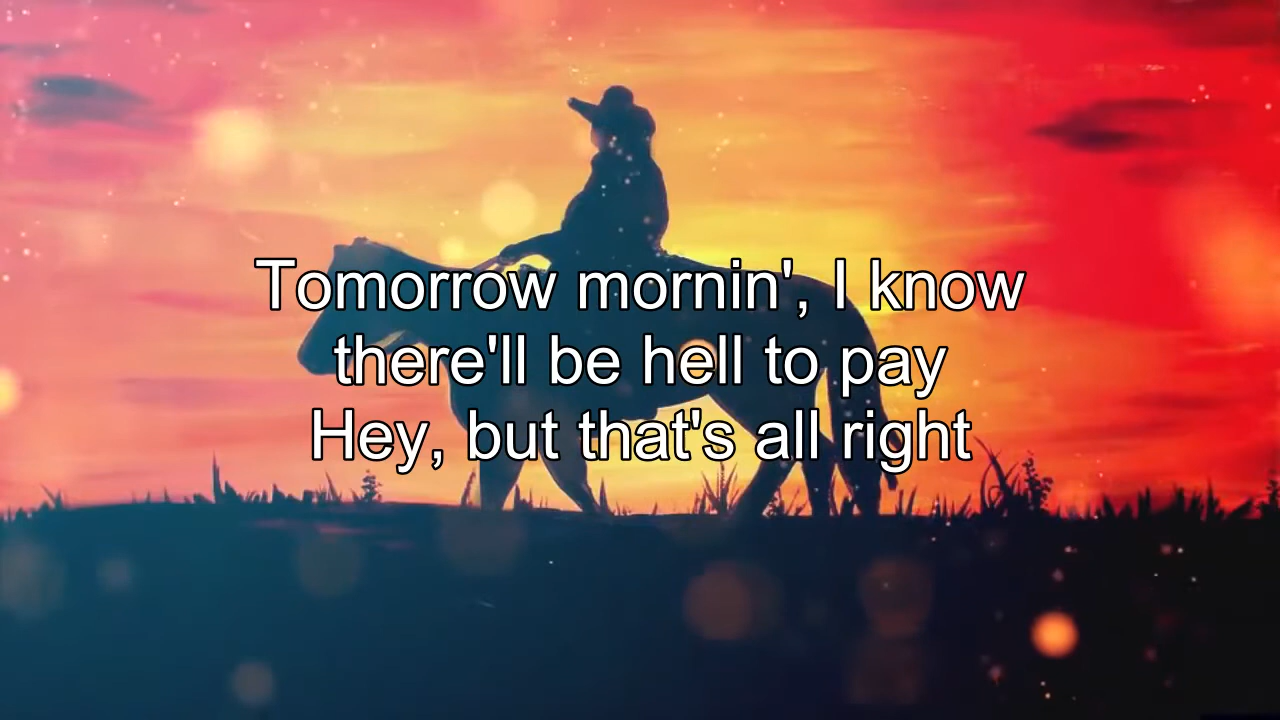 Tomorrow mornin', I know
there'll be hell to pay
Hey, but that's all right